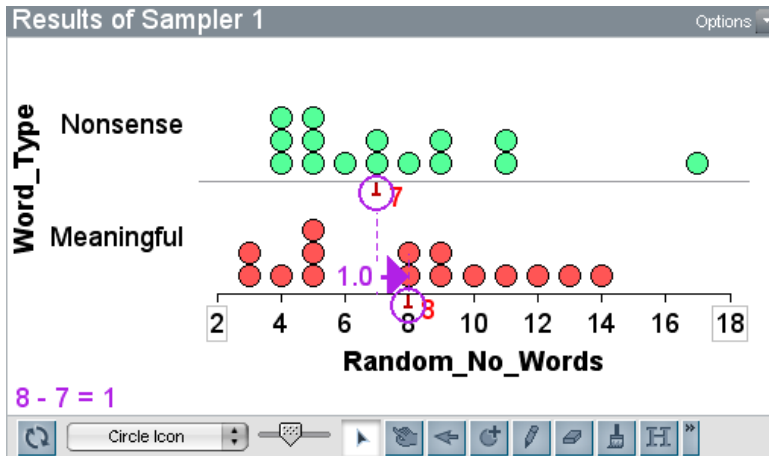 Results of Sampler 1
Options
Word_Type
Nonsense
7
Meaningful
1.0
8
2 4 6 8 10 12 14 16 18
Random_No_Words
8 - 7 = 1
Circle Icon